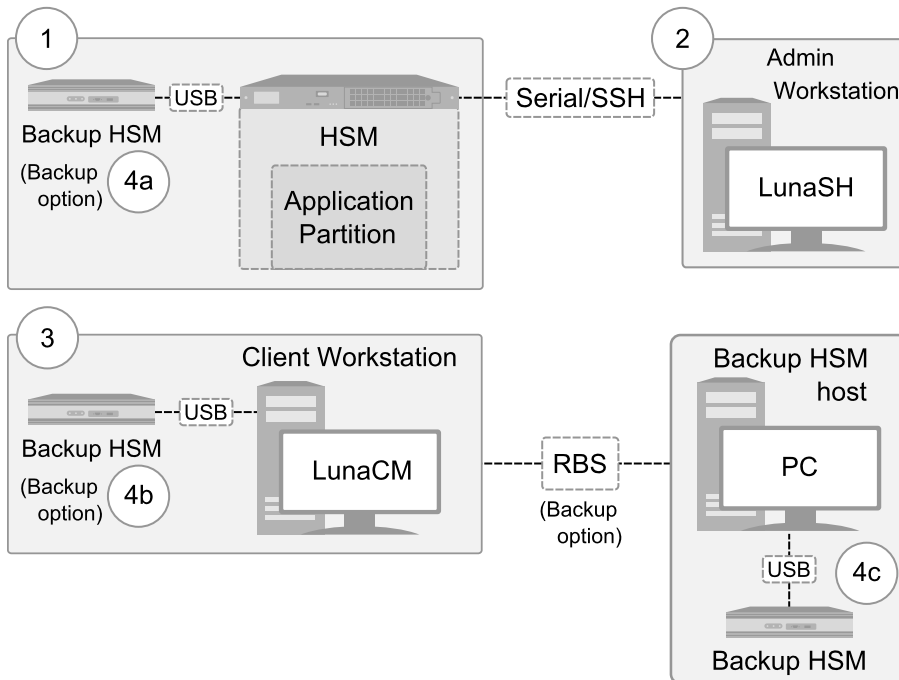 1
USB
Backup HSM
(Backup
option)
4a
HSM
Application
Partition
Serial/SSH
2
Admin
Workstation
LunaSH
3
Client Workstation
USB
Backup HSM
(Backup
option)
4b
LunaCM
RBS
(Backup
option)
Backup HSM
host
PC
USB
4c
Backup HSM